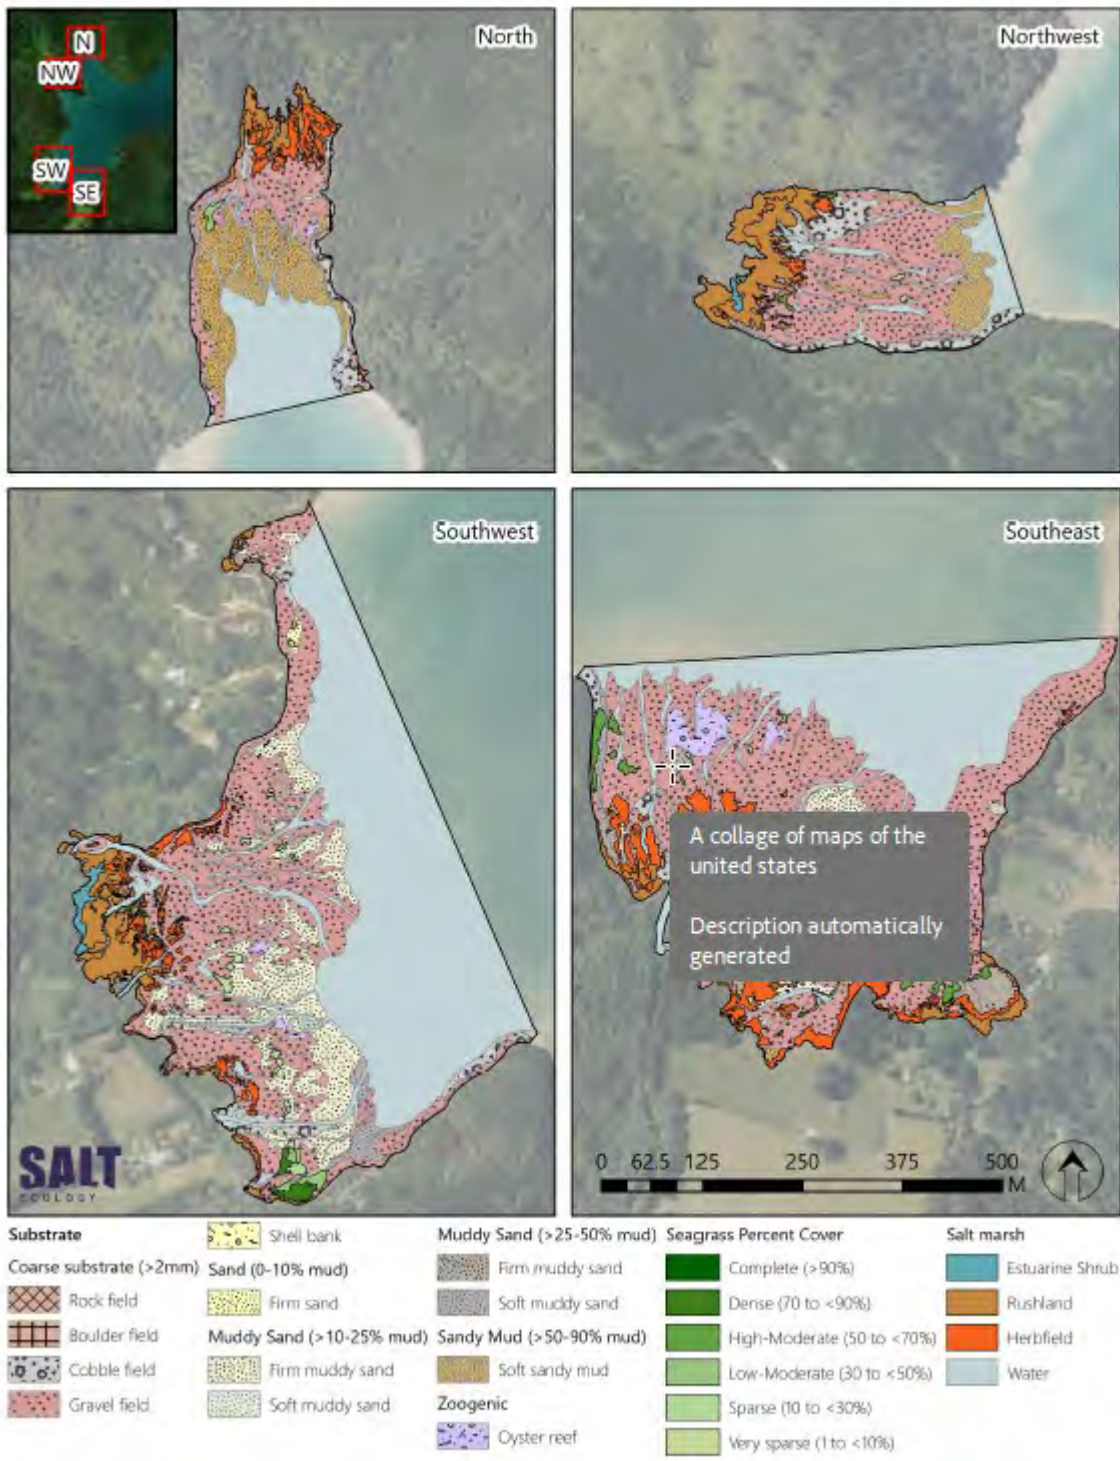 N
NW
SW
SE
North
Northwest
Southwest
Southeast
A collage of maps of the
united states
Description automatically
generated
SALT
ECOLOGY
0 62.5 125 250 375 500
M
Substrate
Coarse substrate (>2mm)
Rock field
Boulder field
Cobble field
Gravel field
Shell bank
Sand (0-10% mud)
Firm sand
Muddy Sand (>10-25% mud)
Firm muddy sand
Soft muddy sand
Muddy Sand (>25-50% mud)
Firm muddy sand
Soft muddy sand
Sandy Mud (>50-90% mud)
Soft sandy mud
Zoogenic
Oyster reef
Seagrass Percent Cover
Complete (>90%)
Dense (70 to <90%)
High-Moderate (50 to <70%)
Low-Moderate (30 to <50%)
Sparse (10 to <30%)
Very sparse (1 to <10%)
Salt marsh
Estuarine Shrub
Rushland
Herbfield
Water